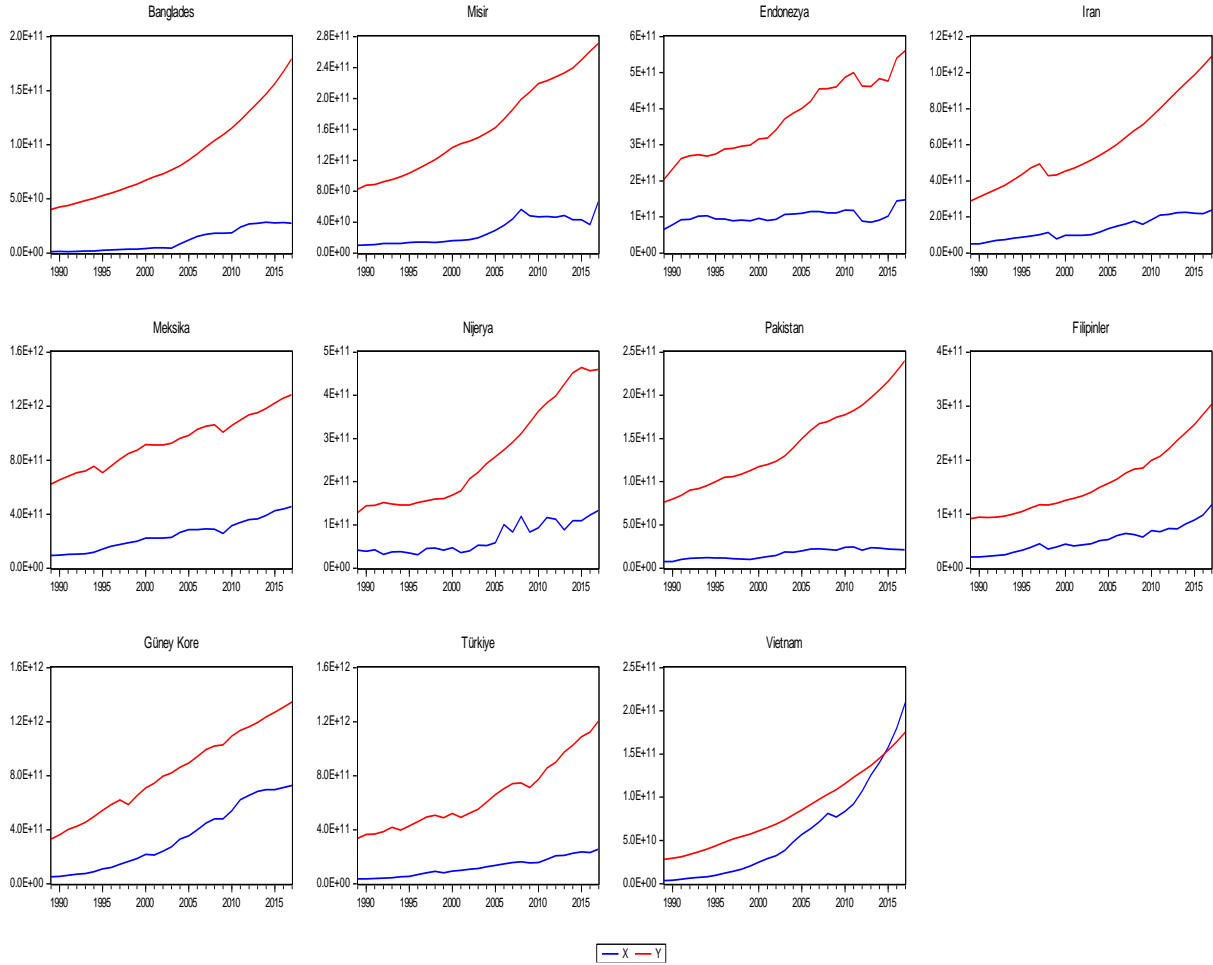 Banglades
2.0E+11
1.5E+11
1.0E+11
5.0E+10
0.0E+00
1990 1995 2000 2005 2010 2015
Misir
2.8E+11
2.4E+11
2.0E+11
1.6E+11
1.2E+11
8.0E+10
4.0E+10
0.0E+00
1990 1995 2000 2005 2010 2015
Endonezya
6E+11
5E+11
4E+11
3E+11
2E+11
1E+11
0E+00
1990 1995 2000 2005 2010 2015
Iran
1.2E+12
1.0E+12
8.0E+11
6.0E+11
4.0E+11
2.0E+11
0.0E+00
1990 1995 2000 2005 2010 2015
Meksika
1.6E+12
1.2E+12
8.0E+11
4.0E+11
0.0E+00
1990 1995 2000 2005 2010 2015
Nijerya
5E+11
4E+11
3E+11
2E+11
1E+11
0E+00
1990 1995 2000 2005 2010 2015
Pakistan
2.5E+11
2.0E+11
1.5E+11
1.0E+11
5.0E+10
0.0E+00
1990 1995 2000 2005 2010 2015
Filipinler
4E+11
3E+11
2E+11
1E+11
0E+00
1990 1995 2000 2005 2010 2015
Güney Kore
1.6E+12
1.2E+12
8.0E+11
4.0E+11
0.0E+00
1990 1995 2000 2005 2010 2015
Türkiye
1.6E+12
1.2E+12
8.0E+11
4.0E+11
0.0E+00
1990 1995 2000 2005 2010 2015
Vietnam
2.5E+11
2.0E+11
1.5E+11
1.0E+11
5.0E+10
0.0E+00
1990 1995 2000 2005 2010 2015
X Y